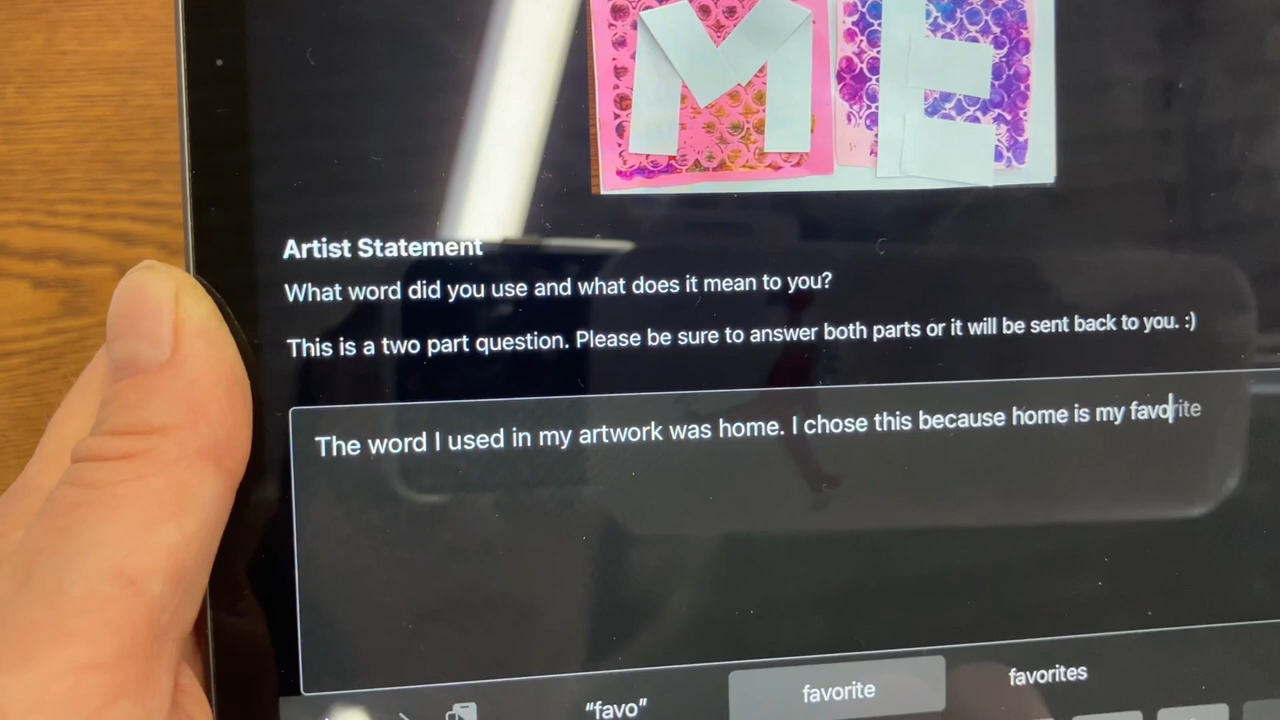 ME
Artist Statement
What word did you use and what does it mean to you?
This is a two part question. Please be sure to answer both parts or it will be sent back to you. :)
The word I used in my artwork was home. I chose this because home is my favorite
“favo” favorite favorites